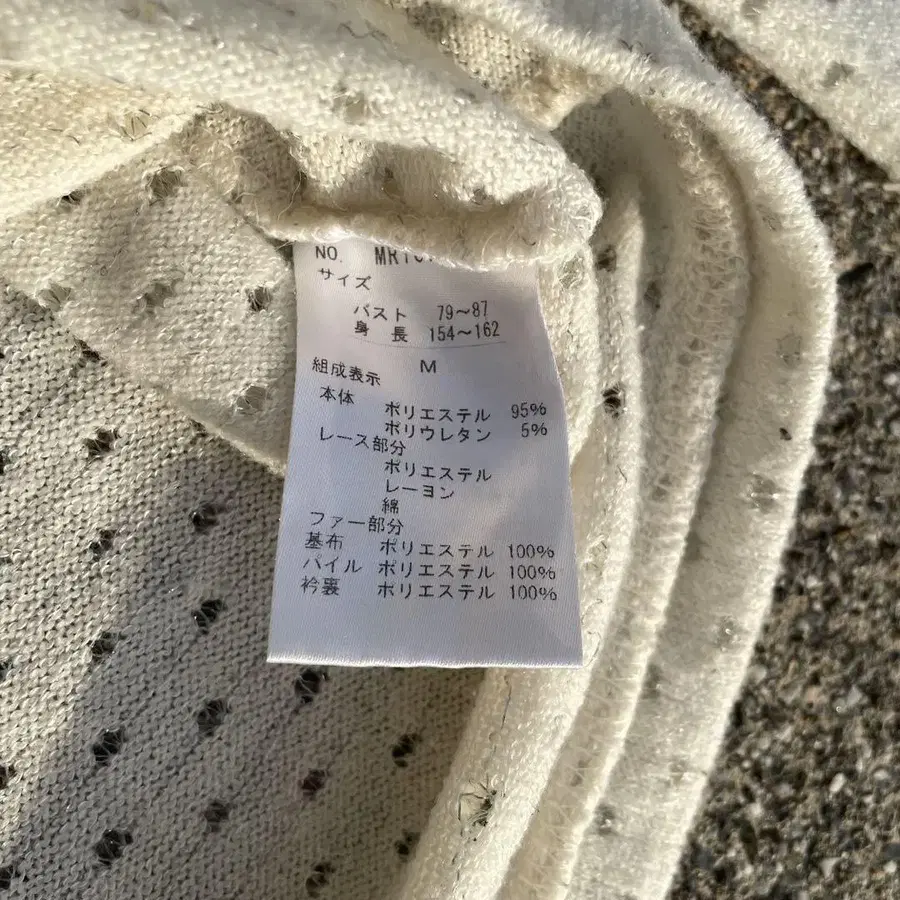 NO.
サイズ
バスト 79〜87
身 長 154〜162
M
組成表示
本体
ポリエステル 95%
ポリウレタン 5%
レース部分
ポリエステル
レーヨン
綿
ファー部分
基布 ポリエステル 100%
パイル ポリエステル 100%
衿裏 ポリエステル 100%